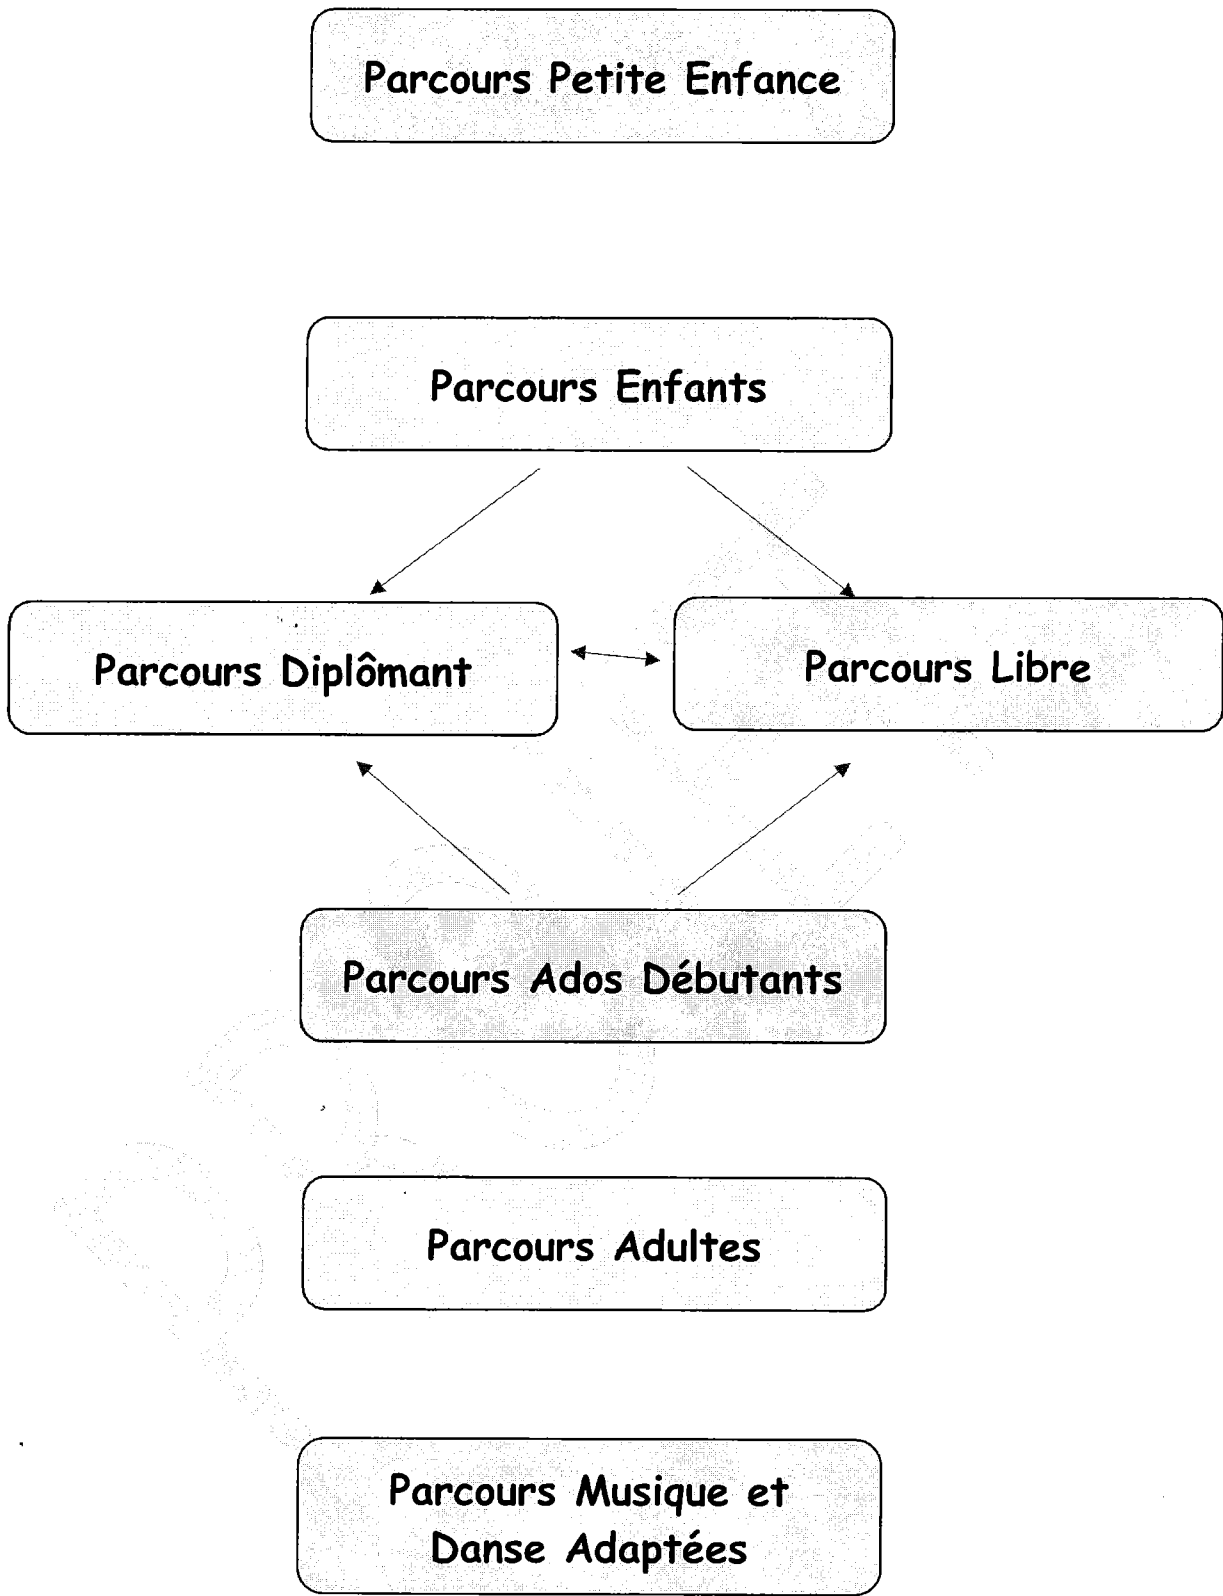 Parcours Petite Enfance
Parcours Enfants
Parcours Diplômant
Parcours Libre
Parcours Ados Débutants
Parcours Adultes
Parcours Musique et
Danse Adaptées